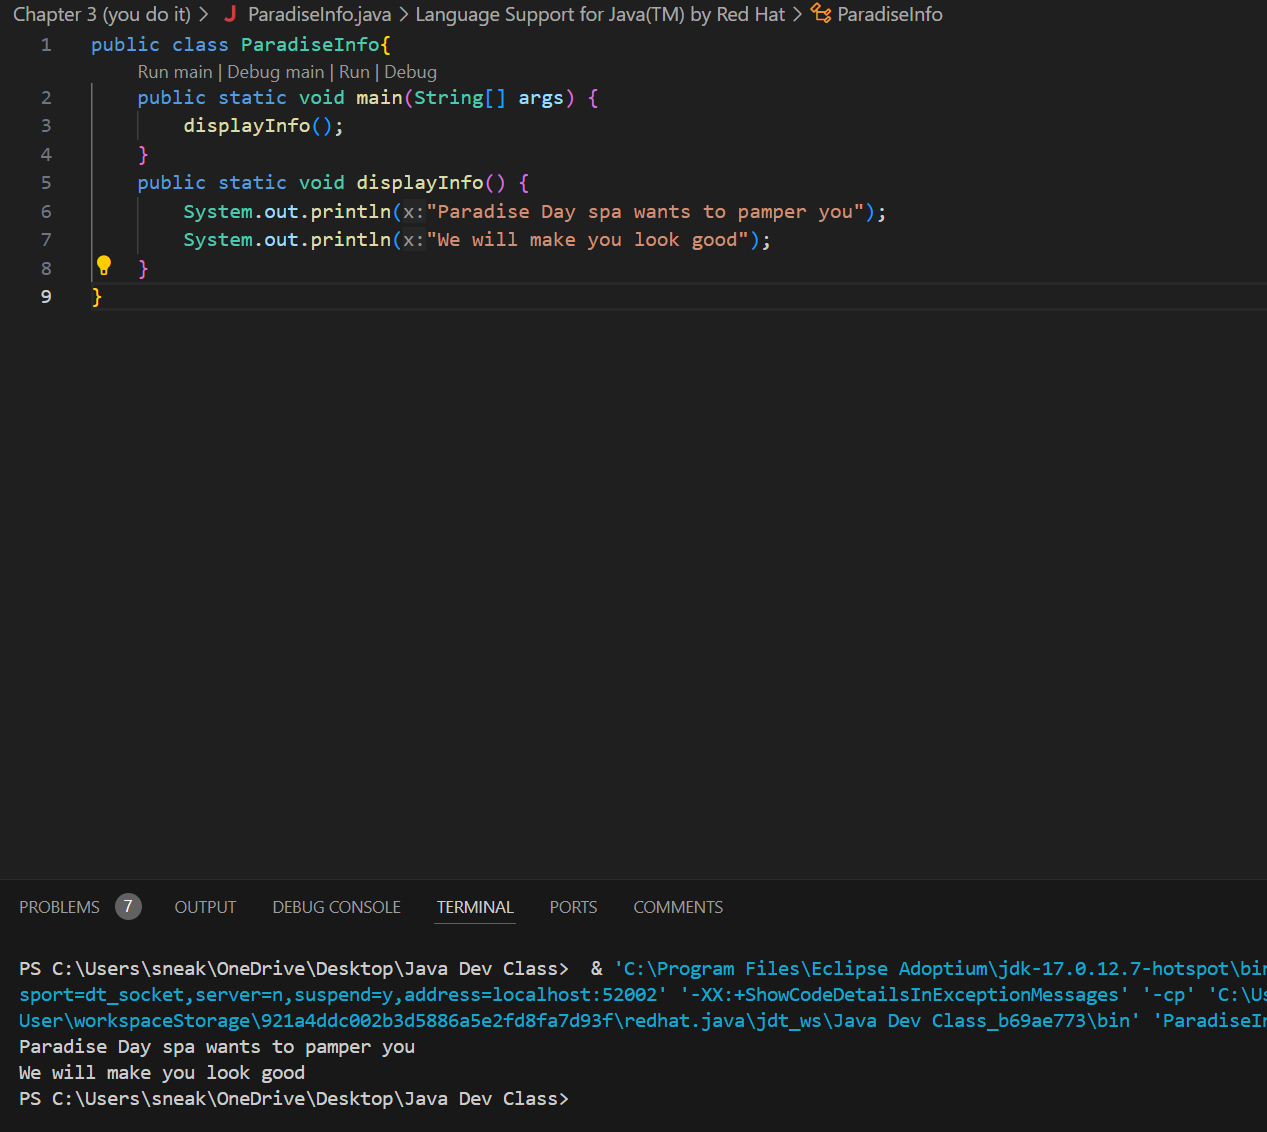 Chapter 3 (you do it) > J ParadiseInfo.java > Language Support for Java(TM) by Red Hat > ParadiseInfo
1 public class ParadiseInfo{
Run main | Debug main | Run | Debug
2 public static void main(String[] args) {
3 displayInfo();
4 }
5 public static void displayInfo() {
6 System.out.println(x:"Paradise Day spa wants to pamper you");
7 System.out.println(x:"We will make you look good");
8 }
9 }
PROBLEMS 7 OUTPUT DEBUG CONSOLE TERMINAL PORTS COMMENTS
PS C:\Users\sneak\OneDrive\Desktop\Java Dev Class>  & 'C:\Program Files\Eclipse Adoptium\jdk-17.0.12.7-hotspot\bin
sport=dt_socket,server=n,suspend=y,address=localhost:52002' '-XX:+ShowCodeDetailsInExceptionMessages' '-cp' 'C:\Us
User\workspaceStorage\921a4ddc002b3d5886a5e2fd8fa7d93f\redhat.java\jdt_ws\Java Dev Class_b69ae773\bin' 'ParadiseIn
Paradise Day spa wants to pamper you
We will make you look good
PS C:\Users\sneak\OneDrive\Desktop\Java Dev Class>